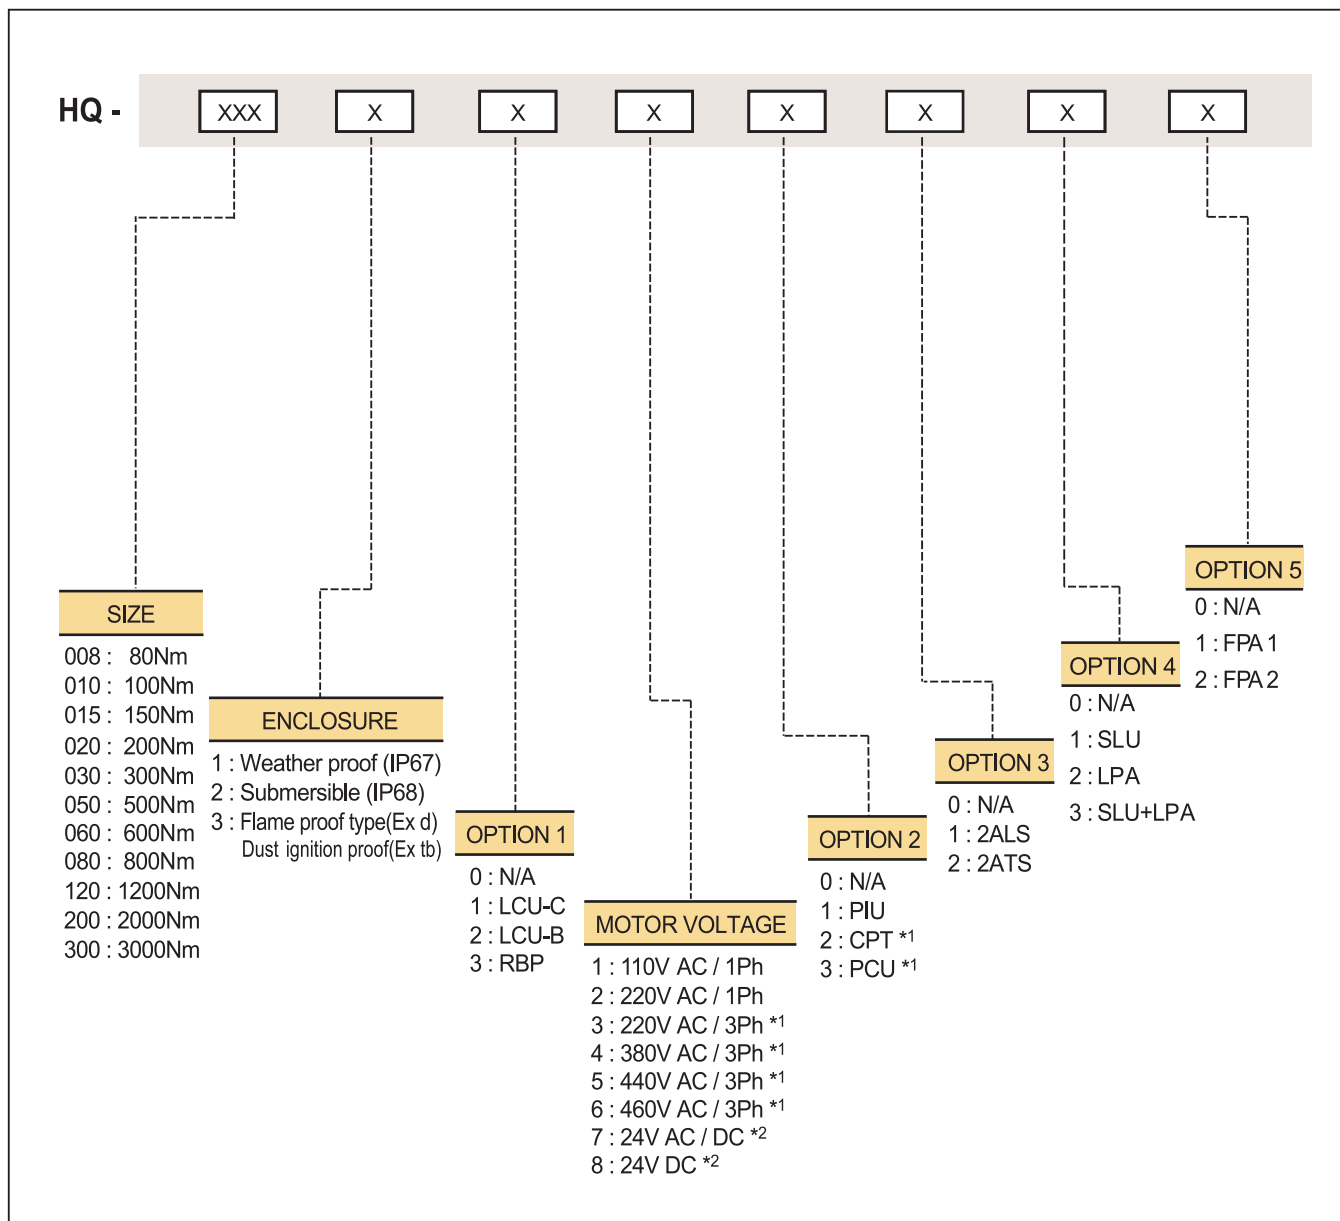 HQ - XXX X X X X X X X
SIZE
008 : 80Nm
010 : 100Nm
015 : 150Nm
020 : 200Nm
030 : 300Nm
050 : 500Nm
060 : 600Nm
080 : 800Nm
120 : 1200Nm
200 : 2000Nm
300 : 3000Nm
ENCLOSURE
1 : Weather proof (IP67)
2 : Submersible (IP68)
3 : Flame proof type(Ex d)
Dust ignition proof(Ex tb)
OPTION 1
0 : N/A
1 : LCU-C
2 : LCU-B
3 : RBP
MOTOR VOLTAGE
1 : 110V AC / 1Ph
2 : 220V AC / 1Ph
3 : 220V AC / 3Ph *1
4 : 380V AC / 3Ph *1
5 : 440V AC / 3Ph *1
6 : 460V AC / 3Ph *1
7 : 24V AC / DC *2
8 : 24V DC *2
OPTION 2
0 : N/A
1 : PIU
2 : CPT *1
3 : PCU *1
OPTION 3
0 : N/A
1 : 2ALS
2 : 2ATS
OPTION 4
0 : N/A
1 : SLU
2 : LPA
3 : SLU+LPA
OPTION 5
0 : N/A
1 : FPA 1
2 : FPA 2